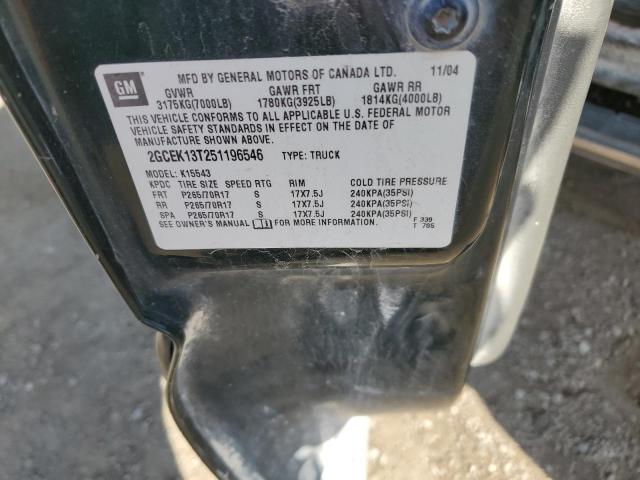 GM
MFD BY GENERAL MOTORS OF CANADA LTD. 11/04
GVWR GAWR FRT GAWR RR
3175KG(7000LB) 1780KG(3925LB) 1814KG(4000LB)
THIS VEHICLE CONFORMS TO ALL APPLICABLE U.S. FEDERAL MOTOR
VEHICLE SAFETY STANDARDS IN EFFECT ON THE DATE OF
MANUFACTURE SHOWN ABOVE.
2GCEK13T251196546 TYPE: TRUCK
MODEL: K15543
KPDC TIRE SIZE SPEED RTG RIM COLD TIRE PRESSURE
FRT P265/70R17 S 17X7.5J 240KPA(35PSI)
RR P265/70R17 S 17X7.5J 240KPA(35PSI)
SPA P265/70R17 S 17X7.5J 240KPA(35PSI)
SEE OWNER'S MANUAL FOR MORE INFORMATION.
F 339
T 785